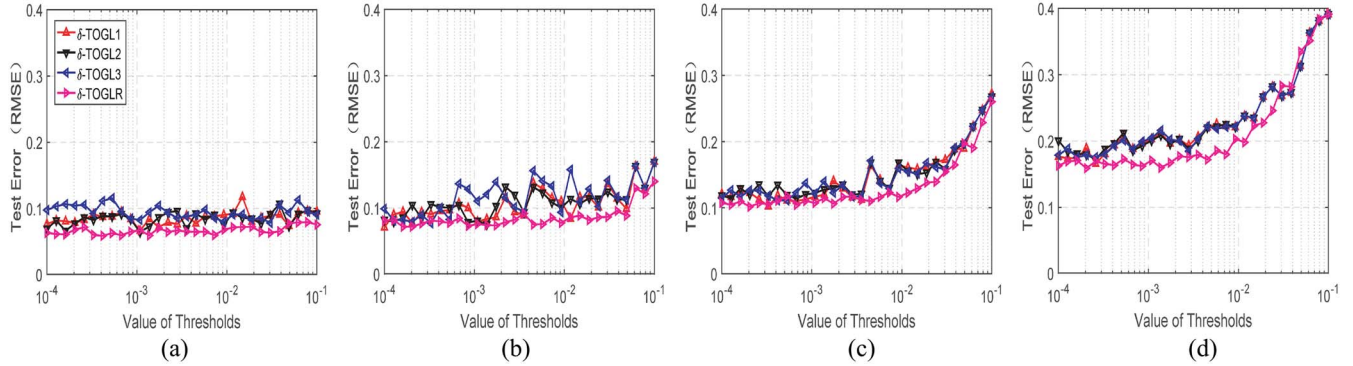 0.4
0.3
0.2
0.1
0
Test Error（RMSE）
δ-TOGL1
δ-TOGL2
δ-TOGL3
δ-TOGLR
10^-4 10^-3 10^-2 10^-1
Value of Thresholds
(a)
0.4
0.3
0.2
0.1
0
Test Error（RMSE）
10^-4 10^-3 10^-2 10^-1
Value of Thresholds
(b)
0.4
0.3
0.2
0.1
0
Test Error（RMSE）
10^-4 10^-3 10^-2 10^-1
Value of Thresholds
(c)
0.4
0.3
0.2
0.1
0
Test Error（RMSE）
10^-4 10^-3 10^-2 10^-1
Value of Thresholds
(d)